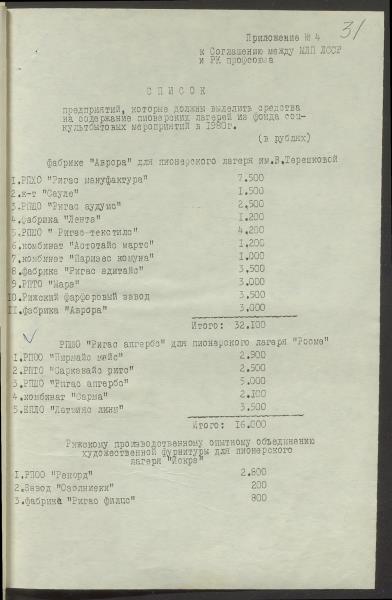 31
Приложение № 4
к Соглашению между МЛП ЛССР
и РК профсоюза
СПИСОК
предприятий, которые должны выделить средства
на содержание пионерских лагерей из фонда соц-
культбытовых мероприятий в 1980г.
(в рублях)
фабрике "Аврора" для пионерского лагеря им.В.Терешковой
1.РПХО "Ригас мануфактура" 7.500
2.к-т "Сауле" 1.500
3.РПШО "Ригас аудумс" 2.500
4.фабрика "Лента" 1.200
5.РПШО "Ригас-текстилс" 4.200
6.комбинат "Астотайс мартс" 1.200
7.комбинат "Паризес комуна" 1.000
8.фабрика "Ригас адитайс" 3.500
9.РПТО "Мара" 3.000
10.Рижский фарфоровый завод 3.500
11.фабрика "Аврора" 3.000
Итого: 32.100
РПШО "Ригас апгербс" для пионерского лагеря "Росме"
1.РПОО "Пирмайс майс" 2.900
2.РПТО "Сарканайс ритс" 2.500
3.РПШО "Ригас апгербс" 5.000
4.комбинат "Сарма" 2.100
5.ЕПЛО "Латвияс линн" 3.500
Итого: 16.000
Рижскому производственному опытному объединению
художественной фурнитуры для пионерского
лагеря "Искра"
1.РПОО "Рекорд" 2.800
2.Завод "Озолниеки" 200
3.фабрика "Ригас филцс" 800